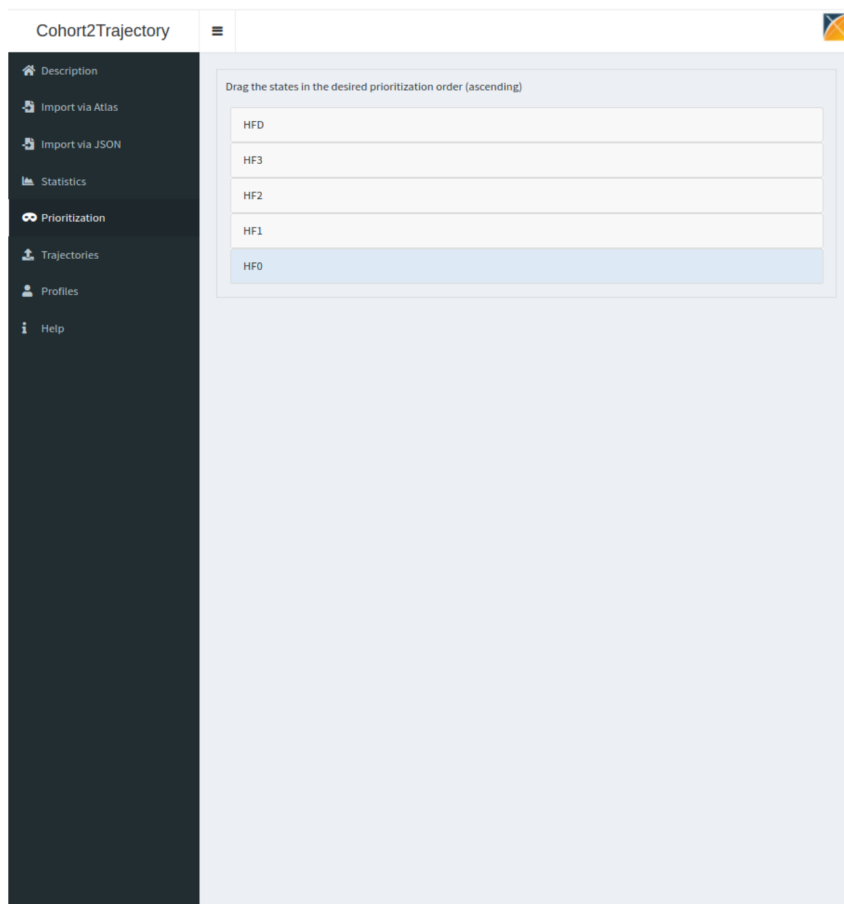 Cohort2Trajectory
Description
Import via Atlas
Import via JSON
Statistics
Prioritization
Trajectories
Profiles
Help
Drag the states in the desired prioritization order (ascending)
HFD
HF3
HF2
HF1
HF0